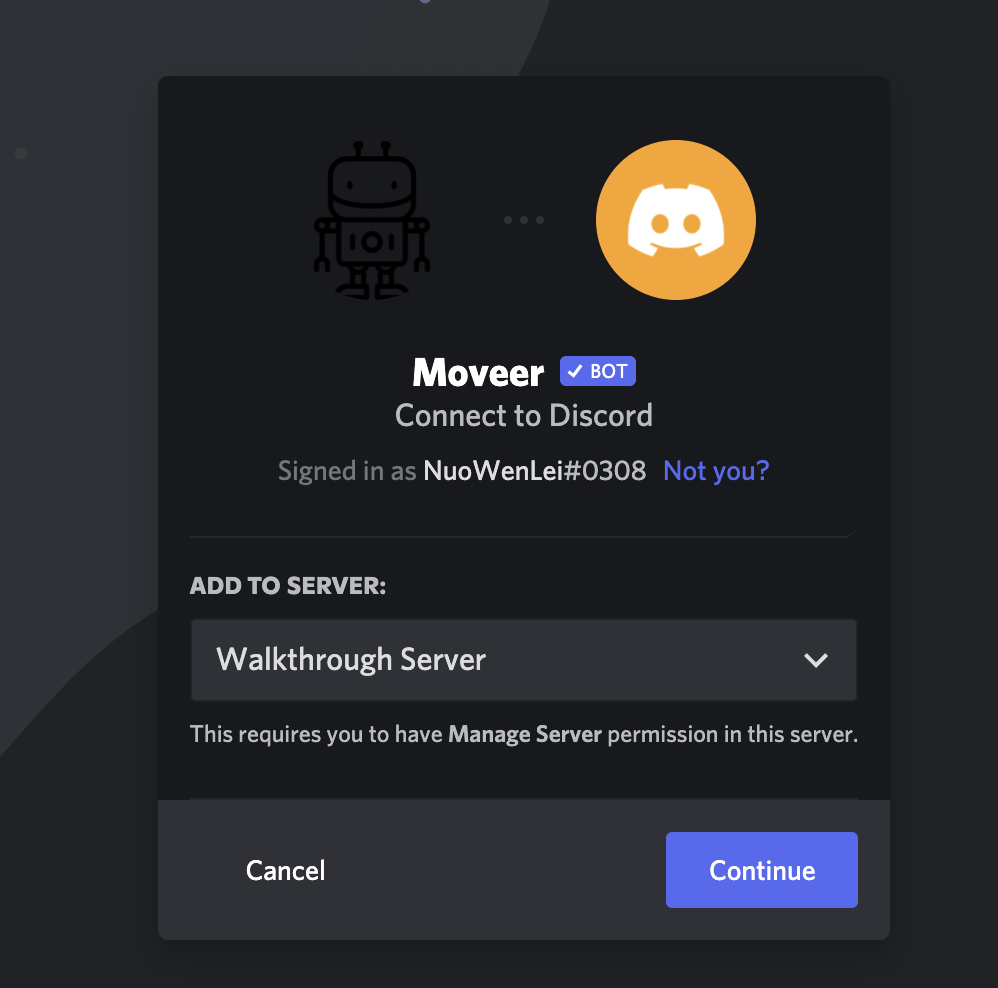 Moveer BOT
Connect to Discord
Signed in as NuoWenLei#0308 Not you?
ADD TO SERVER:
Walkthrough Server
This requires you to have Manage Server permission in this server.
Cancel Continue